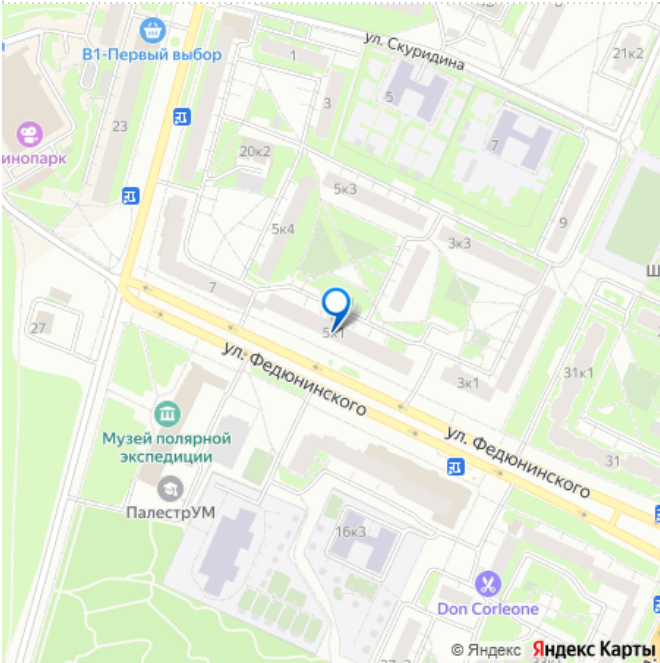 ул. Скуридина
21к2
В1-Первый выбор
1
5
3
23
7
инопарк
20к2
5к3
9
5к4
3к3
Ш
7
27
5к1
ул. Федюнинского
3к1
31к1
Музей полярной
экспедиции
ул. Федюнинского
31
ПалестрУМ
16к3
Don Corleone
© Яндекс Яндекс Карты